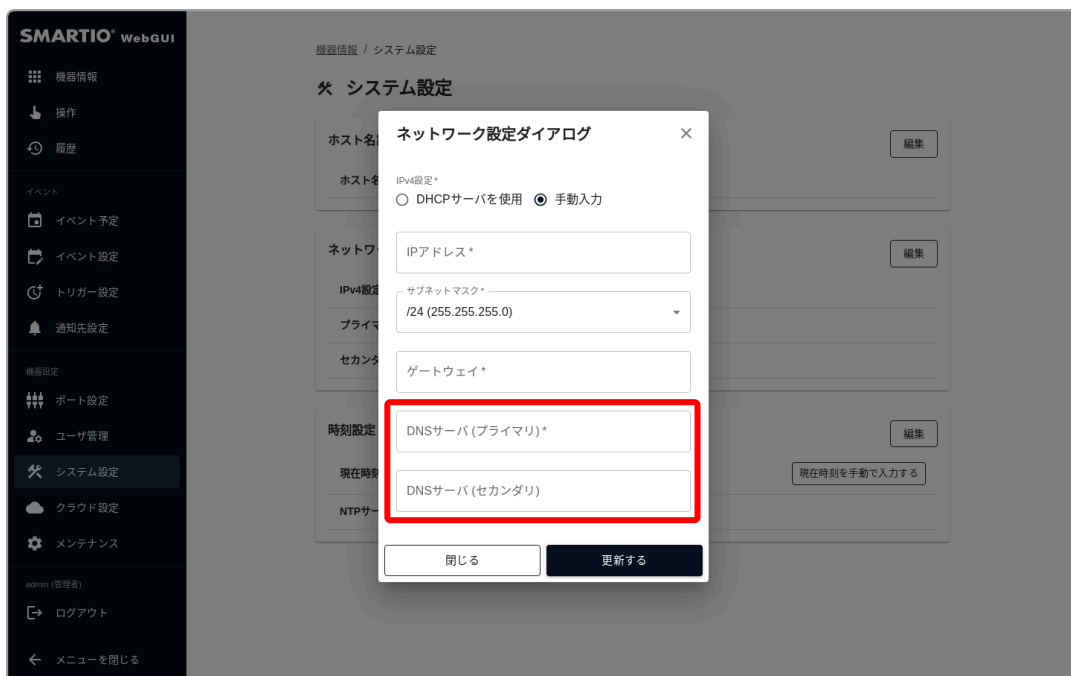 SMARTIO° WebGUI
機器情報
操作
履歴
イベント
イベント予定
イベント設定
トリガー設定
通知先設定
機器設定
ポート設定
ユーザ管理
システム設定
クラウド設定
メンテナンス
admin (管理者)
ログアウト
メニューを閉じる
機器情報 / システム設定
システム設定
ホスト名
編集
ホスト名
ネットワ
編集
IPv4設定
プライマ
セカンダ
時刻設定
編集
現在時刻
現在時刻を手動で入力する
NTPサー
ネットワーク設定ダイアログ
IPv4設定*
DHCPサーバを使用 手動入力
IPアドレス*
サブネットマスク*
/24 (255.255.255.0)
ゲートウェイ*
DNSサーバ (プライマリ)*
DNSサーバ (セカンダリ)
閉じる 更新する